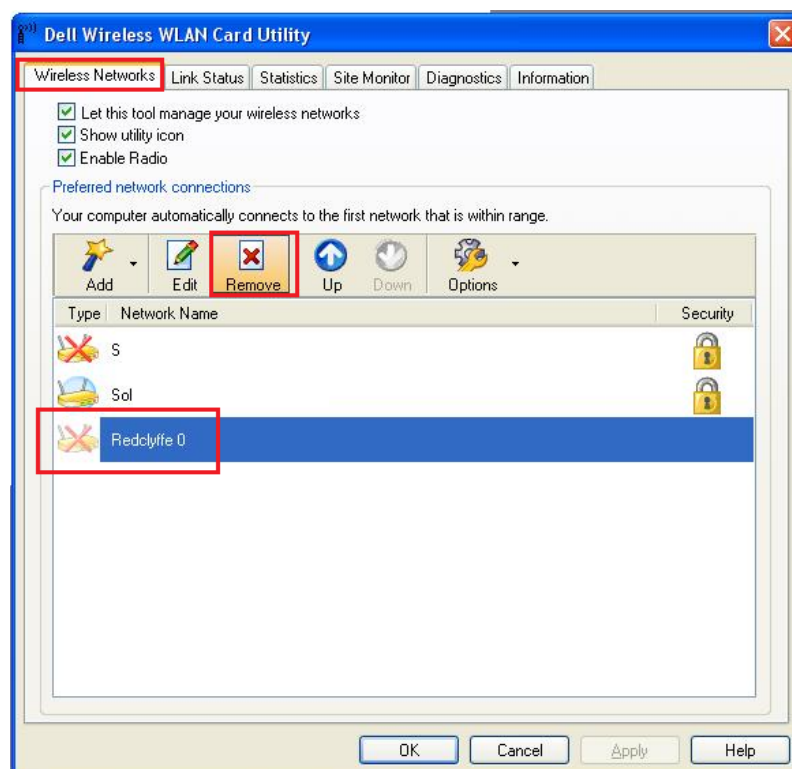 Dell Wireless WLAN Card Utility
Wireless Networks Link Status Statistics Site Monitor Diagnostics Information
Let this tool manage your wireless networks
Show utility icon
Enable Radio
Preferred network connections
Your computer automatically connects to the first network that is within range.
Add Edit Remove Up Down Options
Type Network Name Security
S
Sol
Redclyffe 0
OK Cancel Apply Help